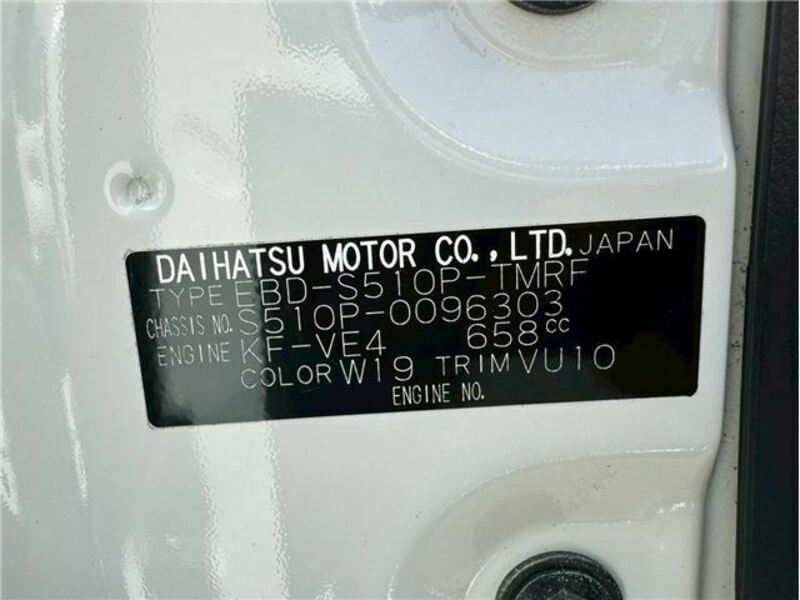 DAIHATSU MOTOR CO., LTD. JAPAN
TYPE EBD-S510P-TMRF
CHASSIS NO. S510P-0096303
ENGINE KF-VE4 658cc
COLOR W19 TRIM VU10
ENGINE NO.